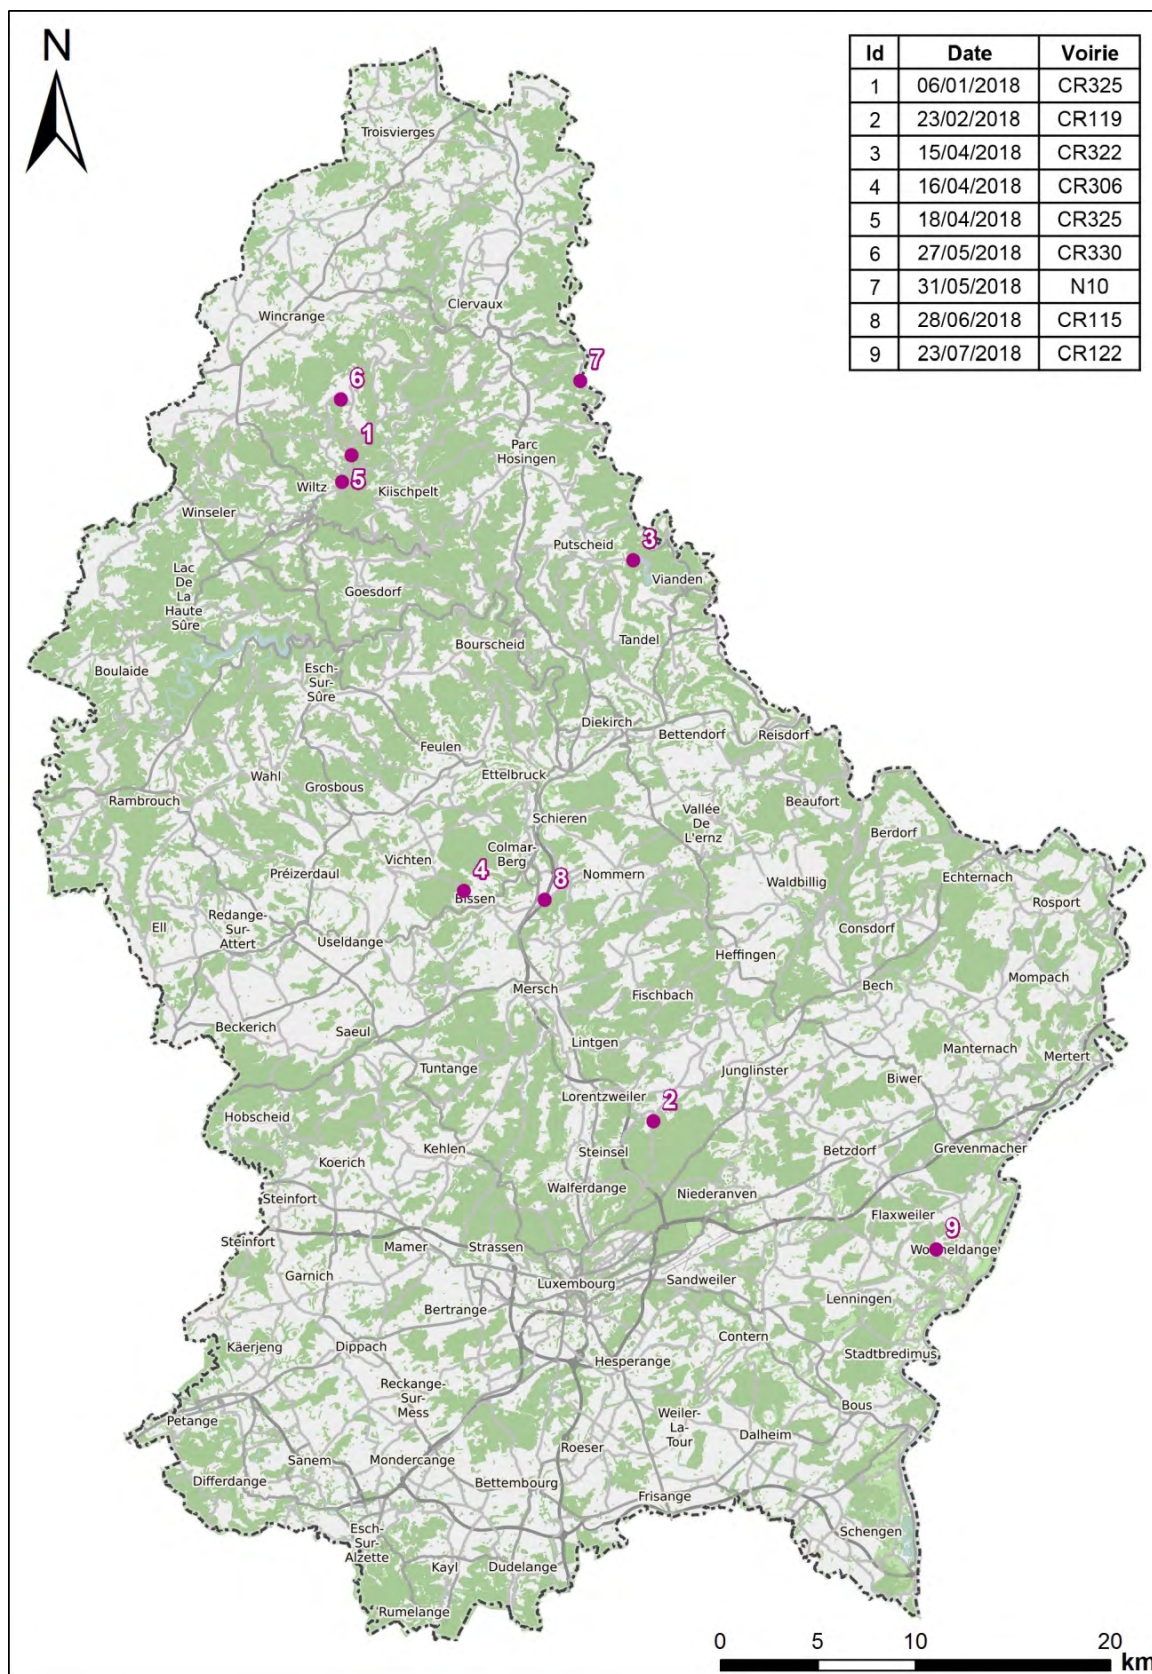 N
Id Date Voirie
1 06/01/2018 CR325
2 23/02/2018 CR119
3 15/04/2018 CR322
4 16/04/2018 CR306
5 18/04/2018 CR325
6 27/05/2018 CR330
7 31/05/2018 N10
8 28/06/2018 CR115
9 23/07/2018 CR122
Troisvierges
Clervaux
Wincrange
7
6
1
Parc
Hosingen
5
Wiltz
Kiischpelt
Winseler
3
Putscheid
Vianden
Lac
De
La
Haute
Sûre
Goesdorf
Bourscheid
Tandel
Boulaide
Esch-
Sur-
Sûre
Diekirch
Bettendorf
Reisdorf
Feulen
Ettelbruck
Wahl
Grosbous
Rambrouch
Beaufort
Vallée
De
L'ernz
Schieren
Berdorf
Colmar-
Berg
Vichten
4
8
Préizerdaul
Nommern
Waldbillig
Echternach
Bissen
Rosport
Ell
Redange-
Sur-
Attert
Useldange
Consdorf
Heffingen
Mompach
Bech
Mersch
Fischbach
Beckerich
Saeul
Lintgen
Manternach
Mertert
Tuntange
Junglinster
Biwer
Lorentzweiler
2
Hobscheid
Kehlen
Steinsel
Betzdorf
Grevenmacher
Koerich
Walferdange
Niederanven
Steinfort
Flaxweiler
9
Steinfort
Mamer
Strassen
Garnich
Luxembourg
Sandweiler
Lenningen
Bertrange
Contern
Käerjeng
Dippach
Stadtbredimus
Hesperange
Reckange-
Sur-
Mess
Petange
Weiler-
La-
Tour
Bous
Dalheim
Roeser
Sanem
Mondercange
Differdange
Bettembourg
Frisange
Esch-
Sur-
Alzette
Schengen
Kayl
Dudelange
Rumelange
0 5 10 20
km